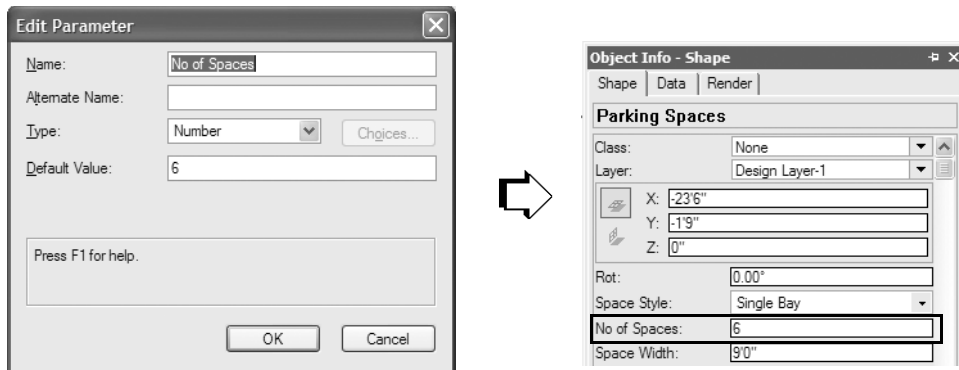 Edit Parameter
Name: No of Spaces
Alternate Name:
Type: Number Choices...
Default Value: 6
Press F1 for help.
OK Cancel
Object Info - Shape
Shape Data Render
Parking Spaces
Class: None
Layer: Design Layer-1
X: -23'6"
Y: -1'9"
Z: 0"
Rot: 0.00°
Space Style: Single Bay
No of Spaces: 6
Space Width: 9'0"